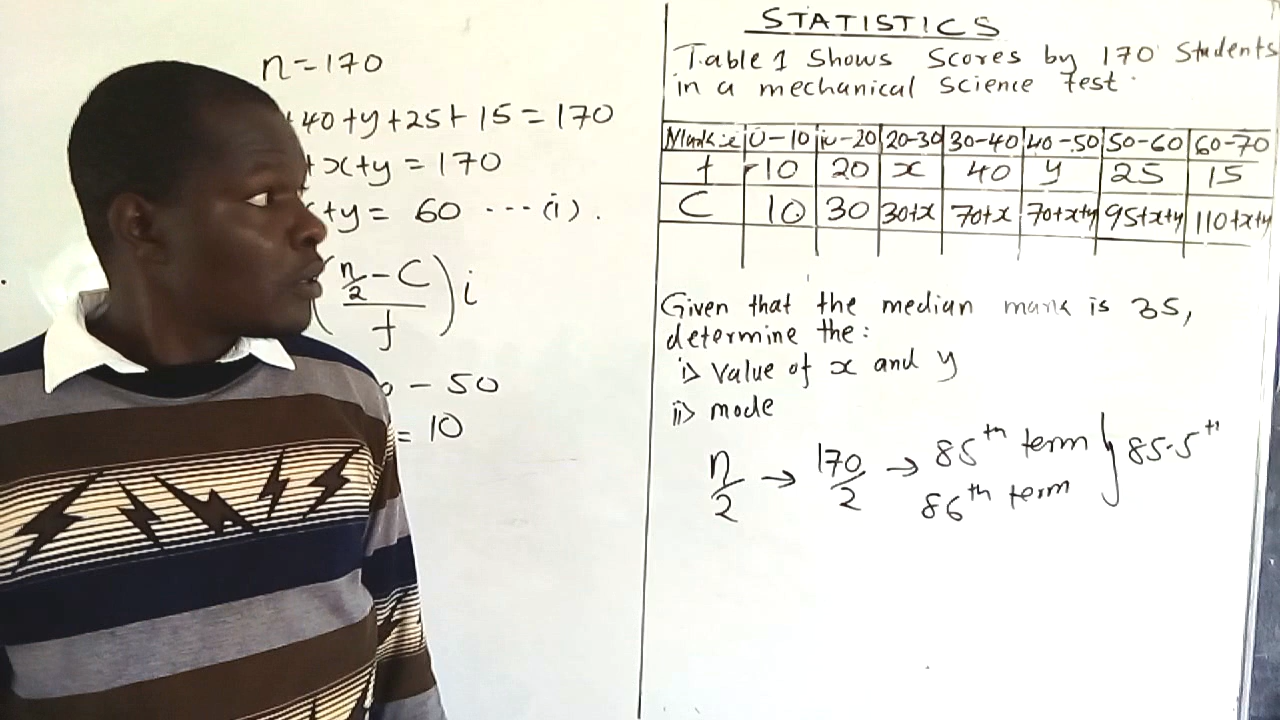 n = 170
+ 40 + y + 25 + 15 = 170
+ x + y = 170
x + y = 60 --- (i).
( n/2 - C / f ) i
- 50
= 10
STATISTICS
Table 1 Shows Scores by 170 Students
in a mechanical science test.
Marks 0-10 10-20 20-30 30-40 40-50 50-60 60-70
f 10 20 x 40 y 25 15
C 10 30 30+x 70+x 70+x+y 95+x+y 110+x+y
Given that the median mark is 35,
determine the:
i> value of x and y
ii> mode
n/2 → 170/2 → 85th term } 85.5th
86th term